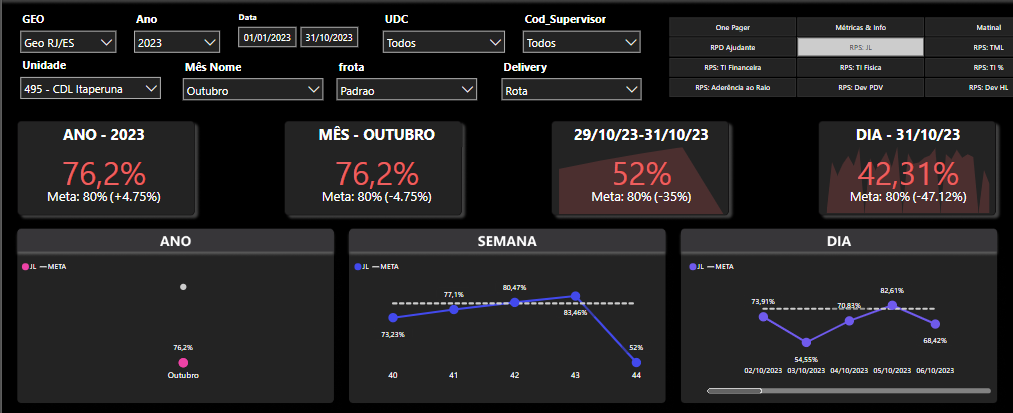 GEO
Geo RJ/ES
Ano
2023
Data
01/01/2023
31/10/2023
UDC
Todos
Cod_Supervisor
Todos
Unidade
495 - CDL Itaperuna
Mês Nome
Outubro
frota
Padrao
Delivery
Rota
One Pager
Métricas & Info
Matinal
RPD Ajudante
RPS: JL
RPS: TML
RPS: TI Financeira
RPS: TI Fisica
RPS: TI %
RPS: Aderência ao Raio
RPS: Dev PDV
RPS: Dev HL
ANO - 2023
76,2%
Meta: 80% (+4.75%)
MÊS - OUTUBRO
76,2%
Meta: 80% (-4.75%)
29/10/23-31/10/23
52%
Meta: 80% (-35%)
DIA - 31/10/23
42,31%
Meta: 80% (-47.12%)
ANO
JL META
76,2%
Outubro
SEMANA
JL META
73,23%
77,1%
80,47%
83,46%
52%
40 41 42 43 44
DIA
JL META
73,91%
54,55%
70,83%
82,61%
68,42%
02/10/2023 03/10/2023 04/10/2023 05/10/2023 06/10/2023